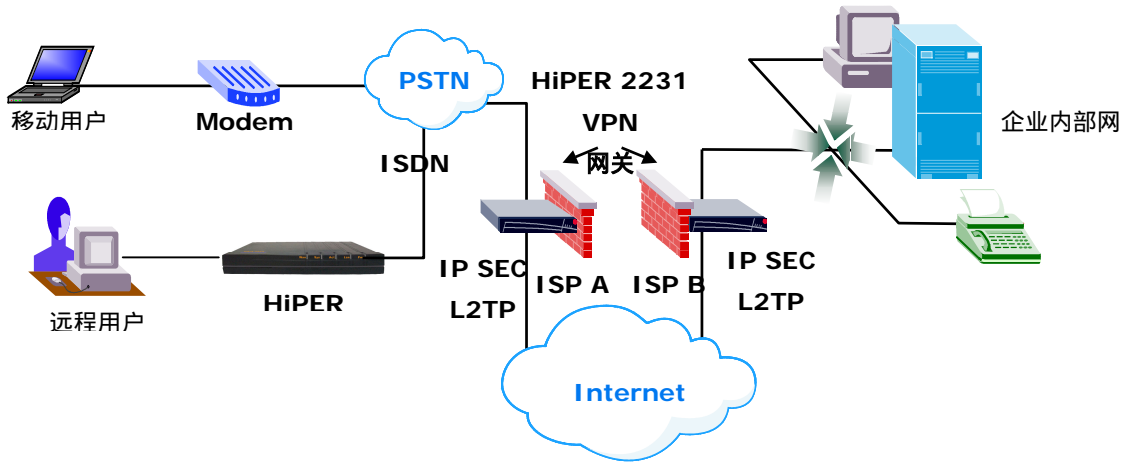 PSTN
HiPER 2231
VPN
网关
移动用户
Modem
企业内部网
ISDN
IP SEC
L2TP
ISP A
ISP B
IP SEC
L2TP
HiPER
远程用户
Internet